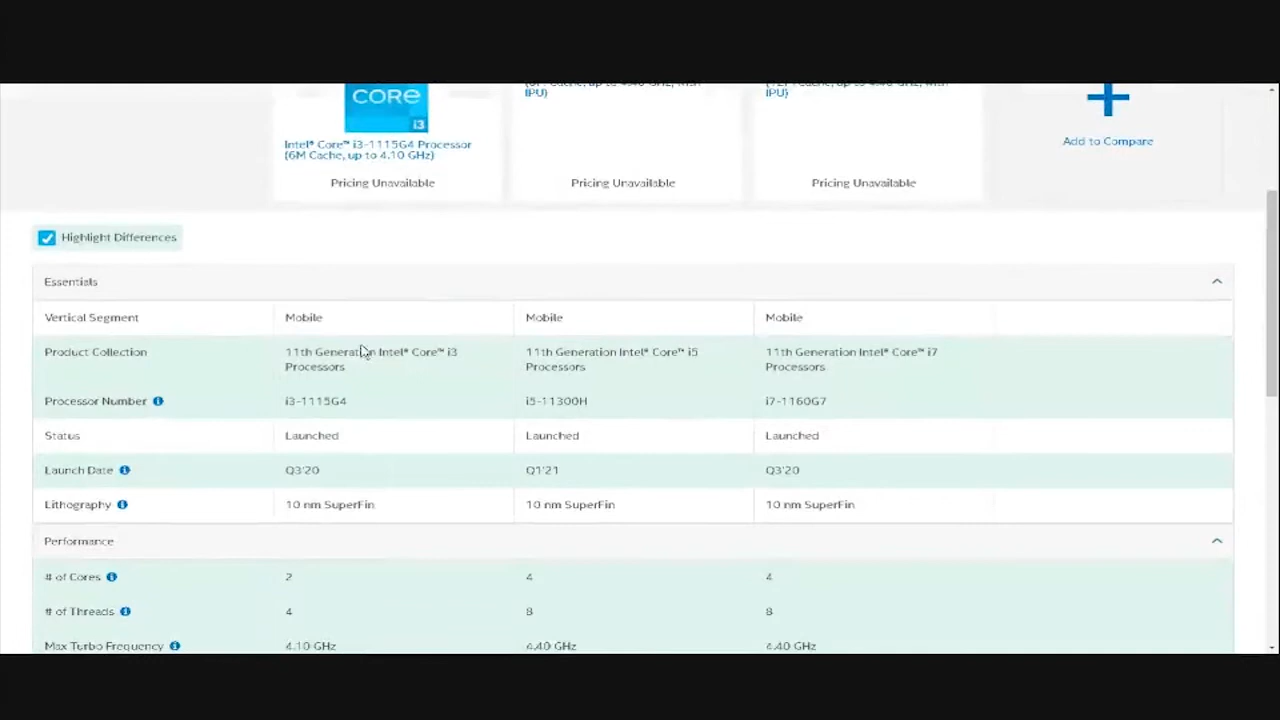 CORE
i3
Intel® Core™ i3-1115G4 Processor
(6M Cache, up to 4.10 GHz)
IPU)
IPU)
Add to Compare
Pricing Unavailable
Pricing Unavailable
Pricing Unavailable
Highlight Differences
Essentials
Vertical Segment Mobile Mobile Mobile
Product Collection 11th Generation Intel® Core™ i3 11th Generation Intel® Core™ i5 11th Generation Intel® Core™ i7
Processors Processors Processors
Processor Number i3-1115G4 i5-11300H i7-1160G7
Status Launched Launched Launched
Launch Date Q3'20 Q1'21 Q3'20
Lithography 10 nm SuperFin 10 nm SuperFin 10 nm SuperFin
Performance
# of Cores 2 4 4
# of Threads 4 8 8
Max Turbo Frequency 4.10 GHz 4.40 GHz 4.40 GHz